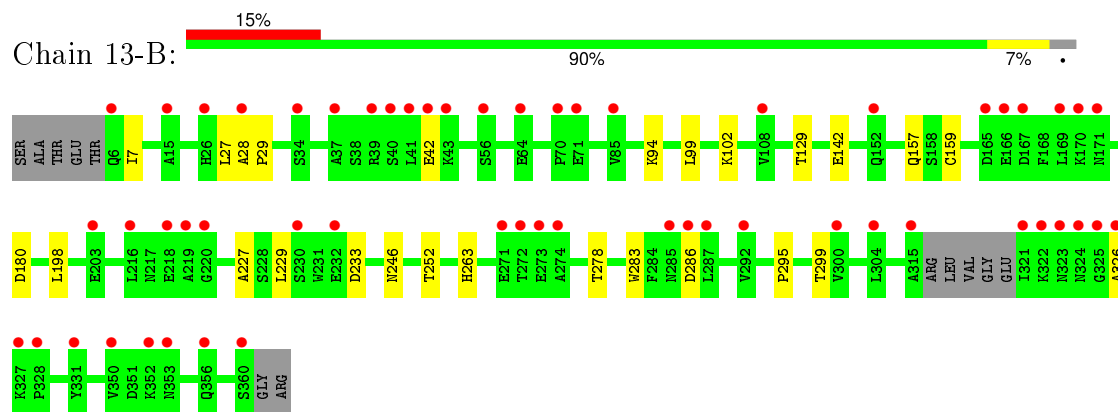 15%
Chain 13-B:
90% 7% •
SER ALA THR GLU THR Q6 I7 A15 H26 L27 A28 P29 S34 A37 S38 R39 S40 L41 E42 K43 S56 E64 P70 E71 V85 K94 L99 K102 V108 T129 E142 Q152 Q157 S158 C159 D165 E166 D167 F168 L169 K170 N171
D180 L198 E203 L216 N217 E218 A219 G220 A227 S228 L229 S230 W231 E232 D233 N246 T252 H263 E271 T272 E273 A274 T278 W283 F284 N285 D286 L287 V292 P295 T299 V300 L304 A315 ARG LEU VAL GLY GLU I321 K322 N323 N324 G325 A326
K327 P328 Y331 V350 D351 K352 N353 Q356 S360 GLY ARG